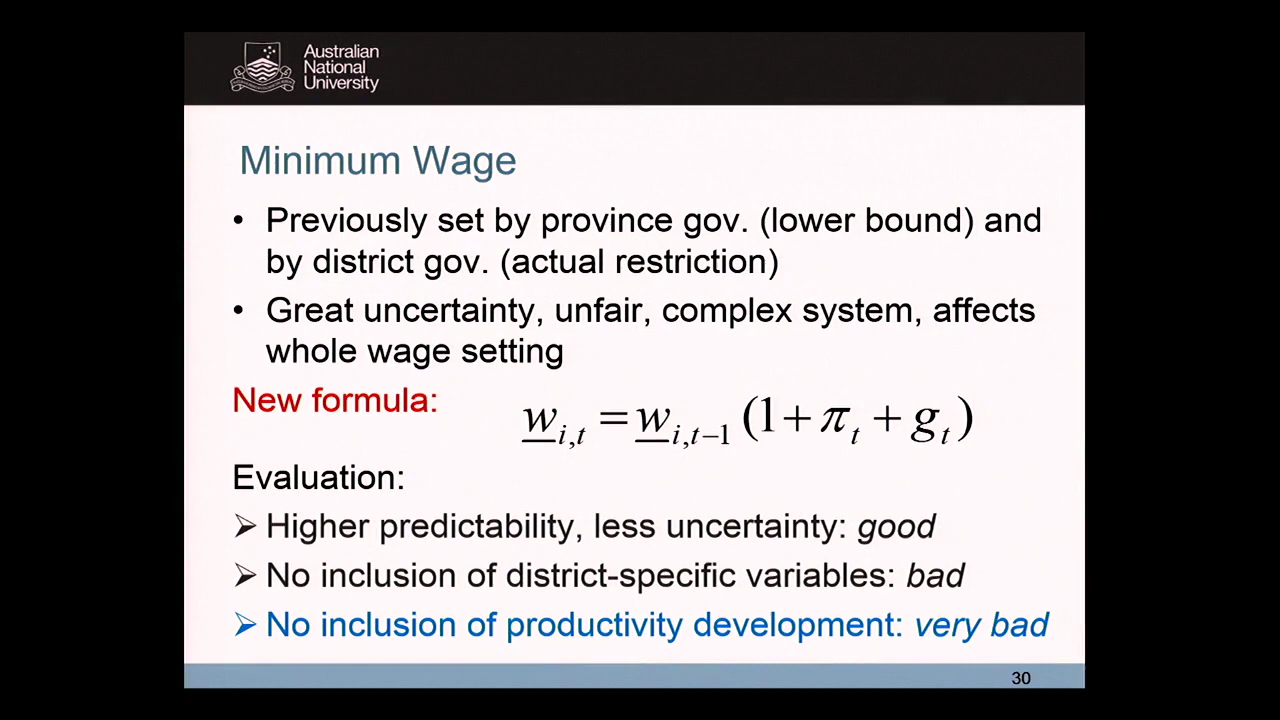 Australian
National
University
Minimum Wage
• Previously set by province gov. (lower bound) and
by district gov. (actual restriction)
• Great uncertainty, unfair, complex system, affects
whole wage setting
New formula: w_{i,t} = w_{i,t−1} (1 + π_t + g_t)
Evaluation:
➢ Higher predictability, less uncertainty: good
➢ No inclusion of district-specific variables: bad
➢ No inclusion of productivity development: very bad
30